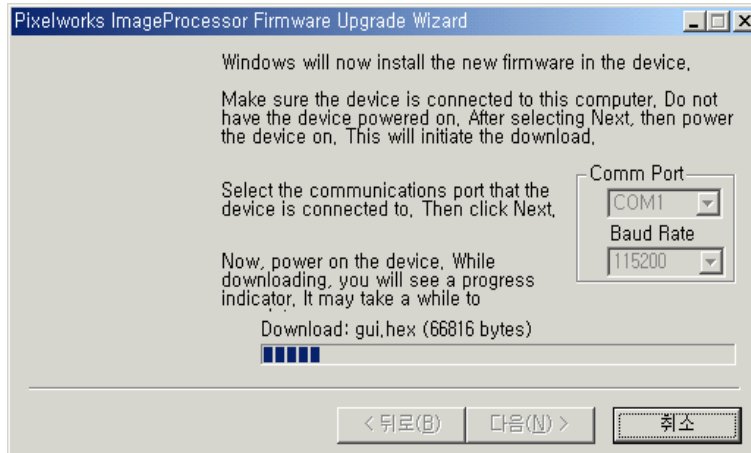 Pixelworks ImageProcessor Firmware Upgrade Wizard
Windows will now install the new firmware in the device.
Make sure the device is connected to this computer. Do not
have the device powered on. After selecting Next, then power
the device on. This will initiate the download.
Select the communications port that the
device is connected to. Then click Next.
Comm Port
COM1
Baud Rate
115200
Now, power on the device. While
downloading, you will see a progress
indicator. It may take a while to
Download: gui.hex (66816 bytes)
< 뒤로(B)
다음(N) >
취소